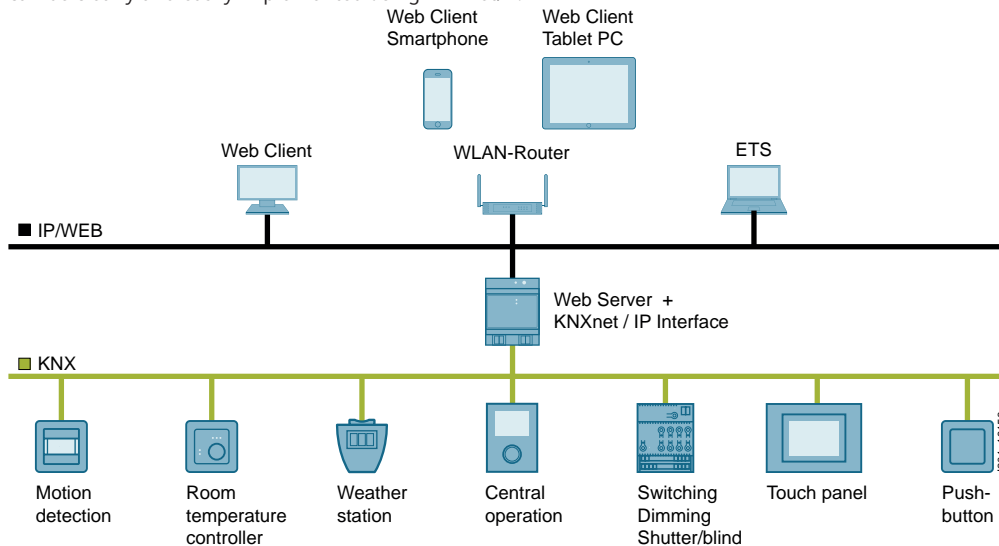 Web Client
Smartphone
Web Client
Tablet PC
Web Client
WLAN-Router
ETS
IP/WEB
Web Server +
KNXnet / IP Interface
KNX
Motion
detection
Room
temperature
controller
Weather
station
Central
operation
Switching
Dimming
Shutter/blind
Touch panel
Push-
button